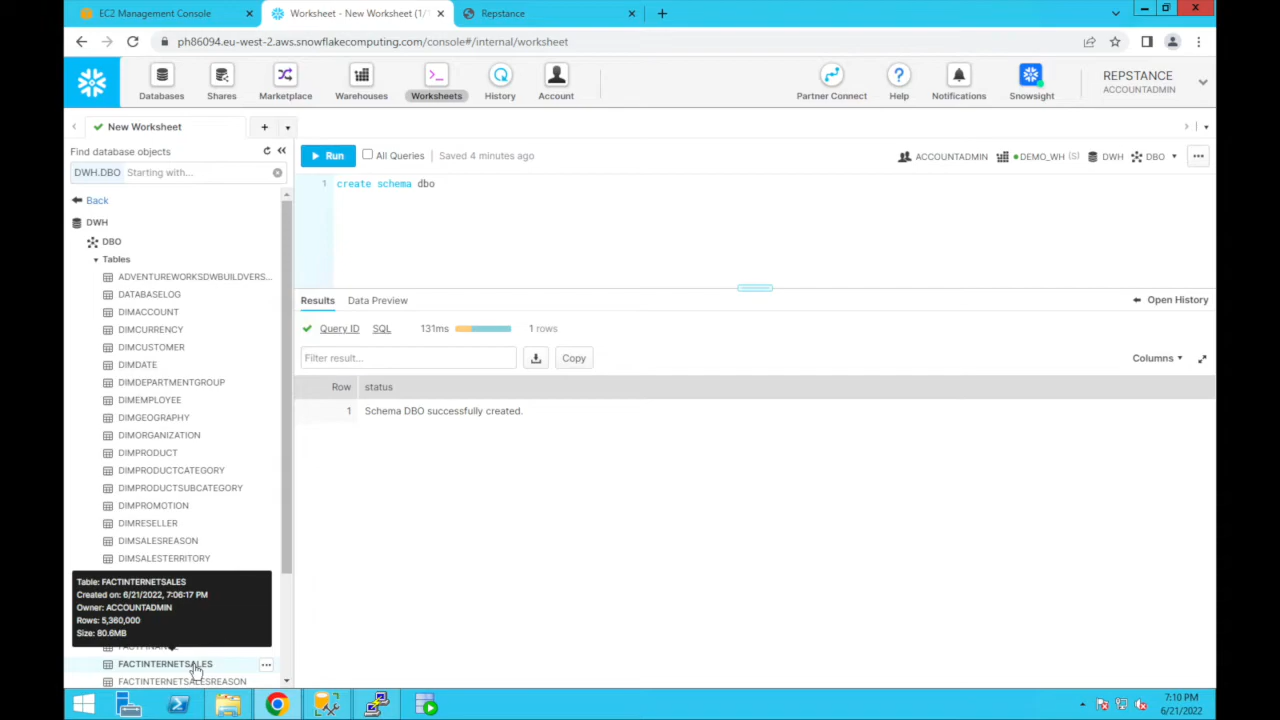 EC2 Management Console
Worksheet - New Worksheet (1/1
Repstance
ph86094.eu-west-2.aws.snowflakecomputing.com/console#/internal/worksheet
Databases
Shares
Marketplace
Warehouses
Worksheets
History
Account
Partner Connect
Help
Notifications
Snowsight
REPSTANCE
ACCOUNTADMIN
New Worksheet
Find database objects
DWH.DBO Starting with...
Back
DWH
DBO
Tables
ADVENTUREWORKSDWBUILDVERS...
DATABASELOG
DIMACCOUNT
DIMCURRENCY
DIMCUSTOMER
DIMDATE
DIMDEPARTMENTGROUP
DIMEMPLOYEE
DIMGEOGRAPHY
DIMORGANIZATION
DIMPRODUCT
DIMPRODUCTCATEGORY
DIMPRODUCTSUBCATEGORY
DIMPROMOTION
DIMRESELLER
DIMSALESREASON
DIMSALESTERRITORY
Table: FACTINTERNETSALES
Created on: 6/21/2022, 7:06:17 PM
Owner: ACCOUNTADMIN
Rows: 5,360,000
Size: 80.6MB
FACTINTERNETSALES
FACTINTERNETSALESREASON
Run
All Queries
Saved 4 minutes ago
ACCOUNTADMIN
DEMO_WH (S)
DWH
DBO
1 create schema dbo
Results
Data Preview
Open History
Query ID
SQL
131ms
1 rows
Filter result...
Copy
Columns
Row status
1 Schema DBO successfully created.
7:10 PM
6/21/2022